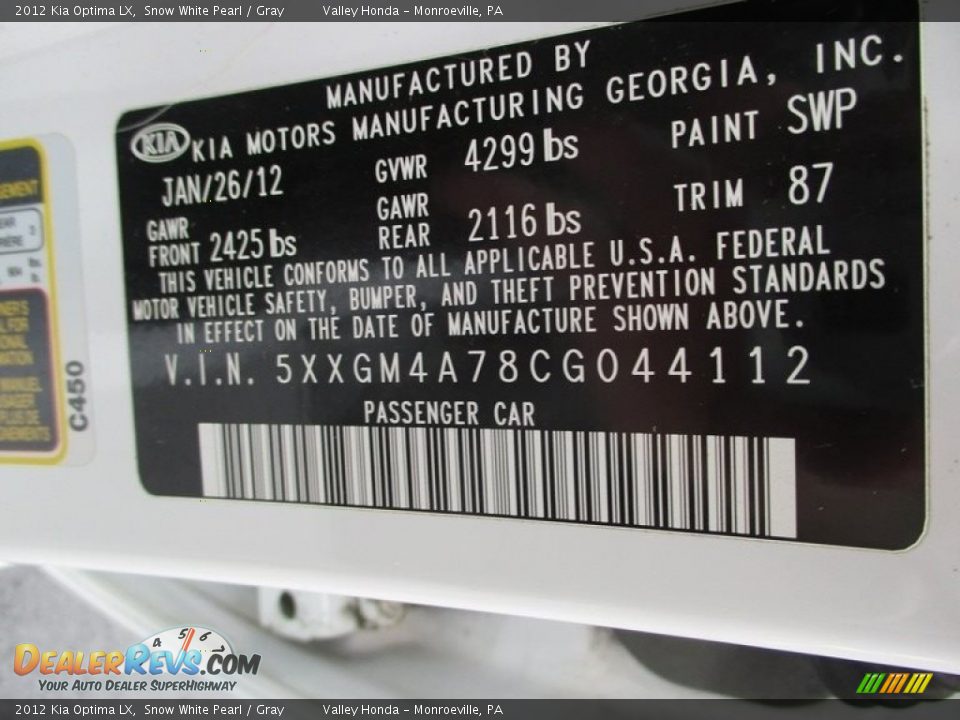 2012 Kia Optima LX, Snow White Pearl / Gray Valley Honda - Monroeville, PA
MANUFACTURED BY
KIA KIA MOTORS MANUFACTURING GEORGIA, INC.
JAN/26/12 GVWR 4299 lbs PAINT SWP
GAWR FRONT 2425 lbs GAWR REAR 2116 lbs TRIM 87
THIS VEHICLE CONFORMS TO ALL APPLICABLE U.S.A. FEDERAL
MOTOR VEHICLE SAFETY, BUMPER, AND THEFT PREVENTION STANDARDS
IN EFFECT ON THE DATE OF MANUFACTURE SHOWN ABOVE.
V.I.N. 5XXGM4A78CG044112
PASSENGER CAR
C450
4 5 6
DEALERREVS.COM
YOUR AUTO DEALER SUPERHIGHWAY
2012 Kia Optima LX, Snow White Pearl / Gray Valley Honda - Monroeville, PA